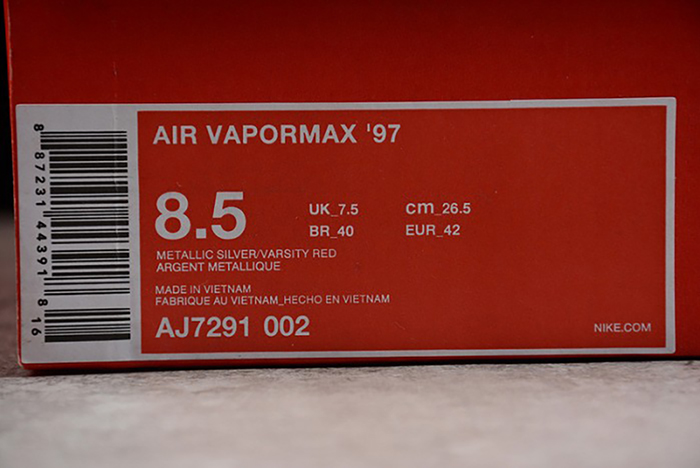 AIR VAPORMAX '97
8.5
UK_7.5 cm_26.5
BR_40 EUR_42
METALLIC SILVER/VARSITY RED
ARGENT METALLIQUE
MADE IN VIETNAM
FABRIQUE AU VIETNAM_HECHO EN VIETNAM
AJ7291 002
NIKE.COM
8 87231 44391 8 16